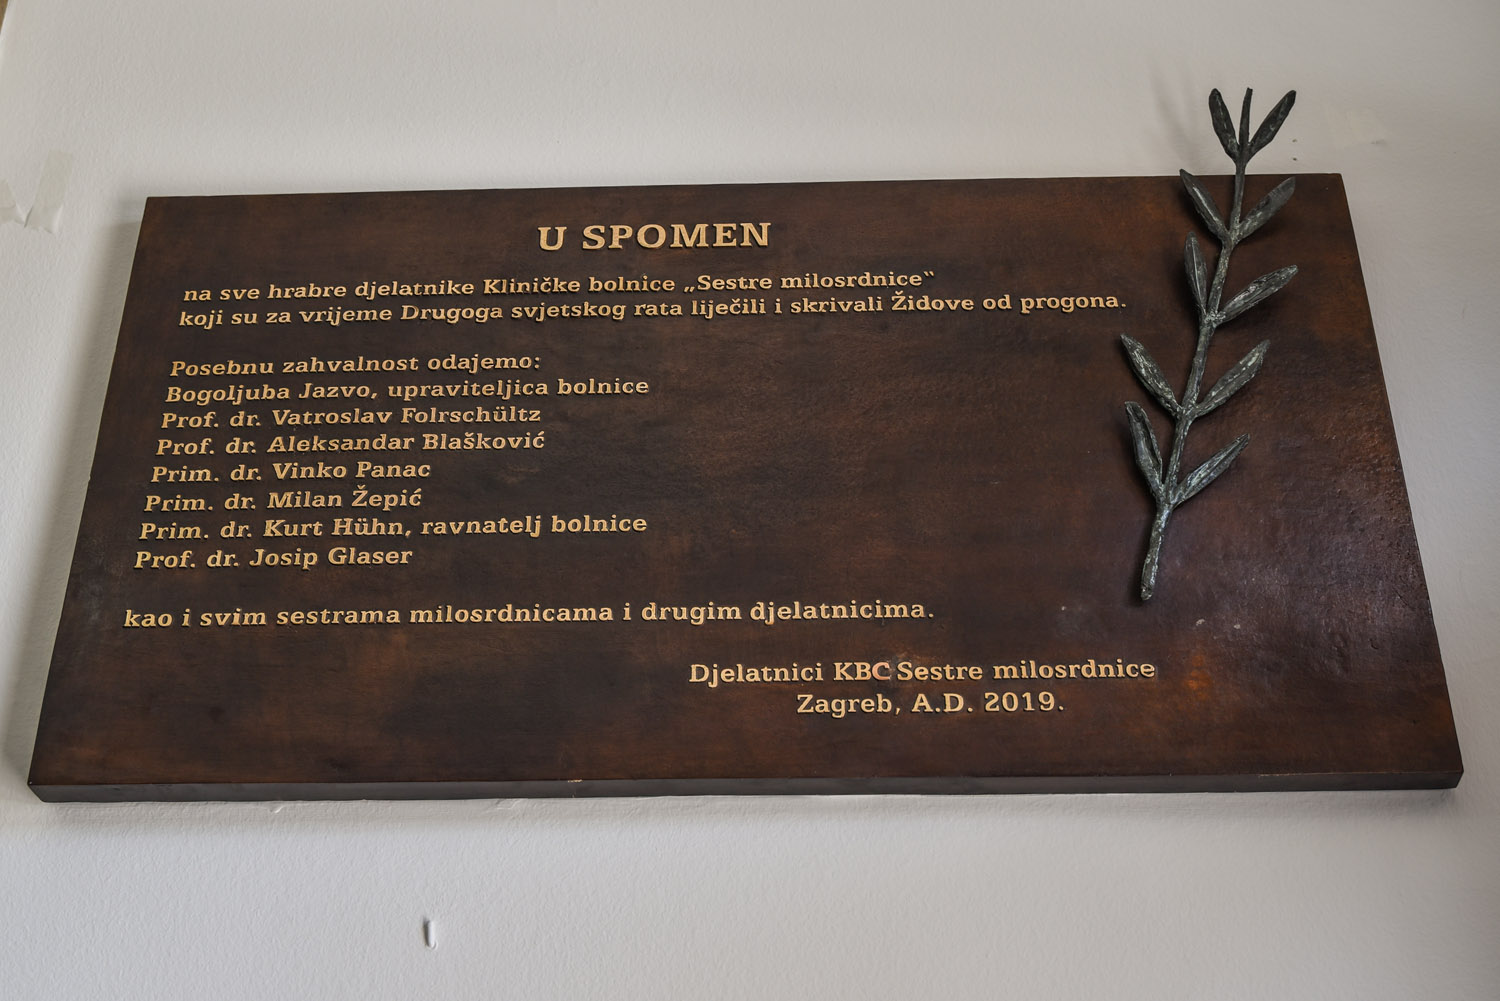 U SPOMEN
na sve hrabre djelatnike Kliničke bolnice „Sestre milosrdnice“
koji su za vrijeme Drugoga svjetskog rata liječili i skrivali Židove od progona.
Posebnu zahvalnost odajemo:
Bogoljuba Jazvo, upraviteljica bolnice
Prof. dr. Vatroslav Folrschültz
Prof. dr. Aleksandar Blašković
Prim. dr. Vinko Panac
Prim. dr. Milan Žepić
Prim. dr. Kurt Hühn, ravnatelj bolnice
Prof. dr. Josip Glaser
kao i svim sestrama milosrdnicama i drugim djelatnicima.
Djelatnici KBC Sestre milosrdnice
Zagreb, A.D. 2019.